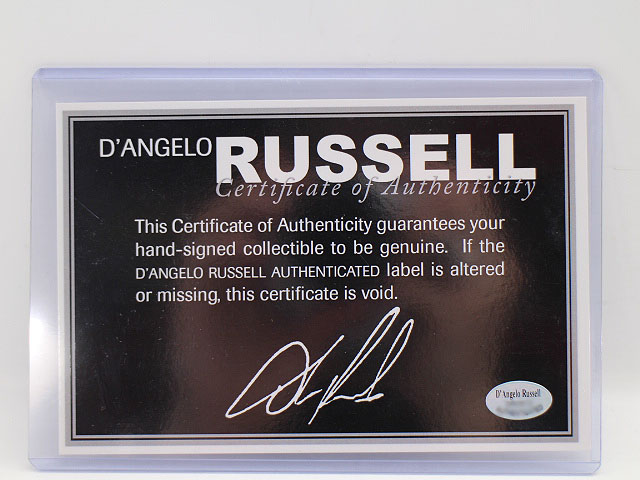 D'ANGELO RUSSELL
Certificate of Authenticity
This Certificate of Authenticity guarantees your
hand-signed collectible to be genuine. If the
D'ANGELO RUSSELL AUTHENTICATED label is altered
or missing, this certificate is void.
D'Angelo Russell